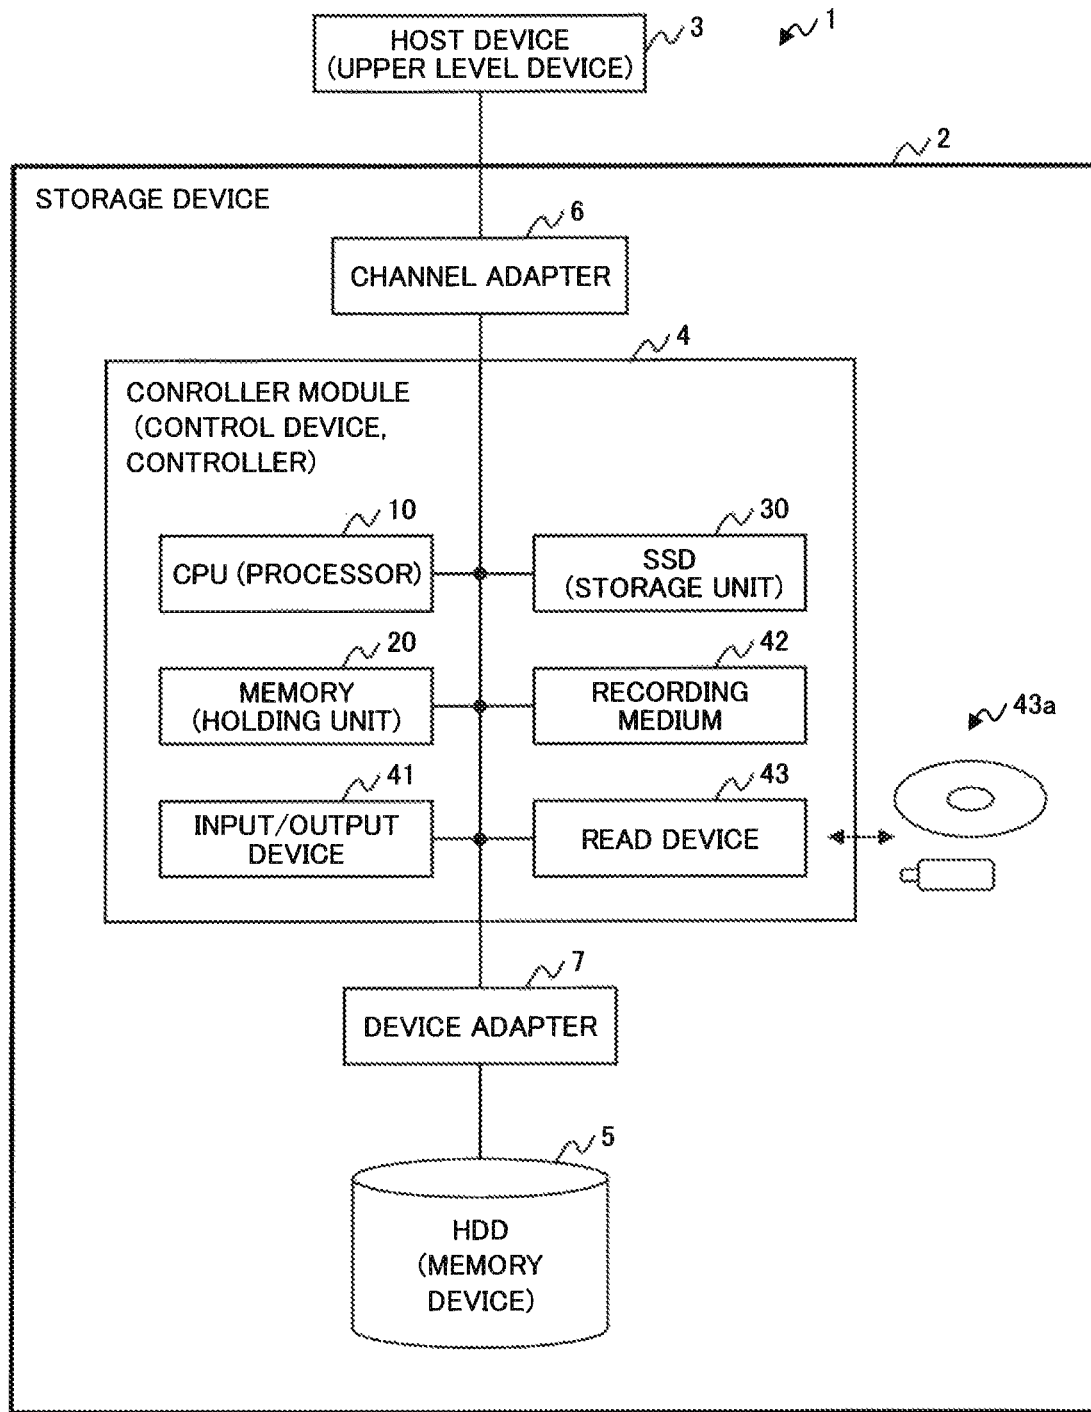 HOST DEVICE
(UPPER LEVEL DEVICE)
3
1
2
STORAGE DEVICE
6
CHANNEL ADAPTER
4
CONROLLER MODULE
(CONTROL DEVICE,
CONTROLLER)
10
CPU (PROCESSOR)
30
SSD
(STORAGE UNIT)
20
MEMORY
(HOLDING UNIT)
42
RECORDING
MEDIUM
43a
41
INPUT/OUTPUT
DEVICE
43
READ DEVICE
7
DEVICE ADAPTER
5
HDD
(MEMORY
DEVICE)